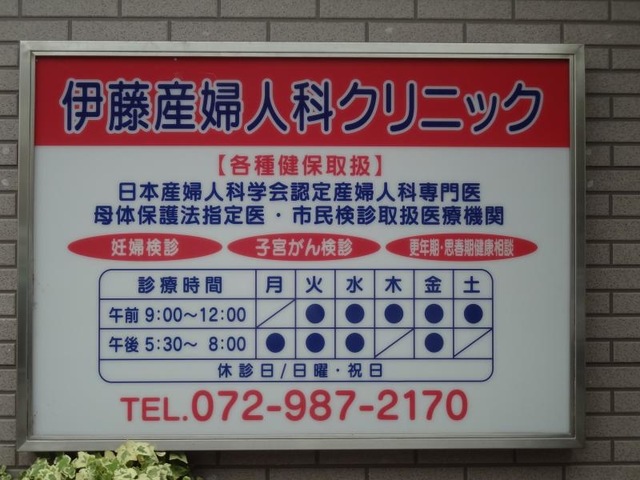 伊藤産婦人科クリニック
【各種健保取扱】
日本産婦人科学会認定産婦人科専門医
母体保護法指定医・市民検診取扱医療機関
妊婦検診 子宮がん検診 更年期・思春期健康相談
診療時間 月 火 水 木 金 土
午前 9:00〜12:00 ／ ● ● ● ● ●
午後 5:30〜 8:00 ● ● ● ／ ● ／
休診日/日曜・祝日
TEL.072-987-2170